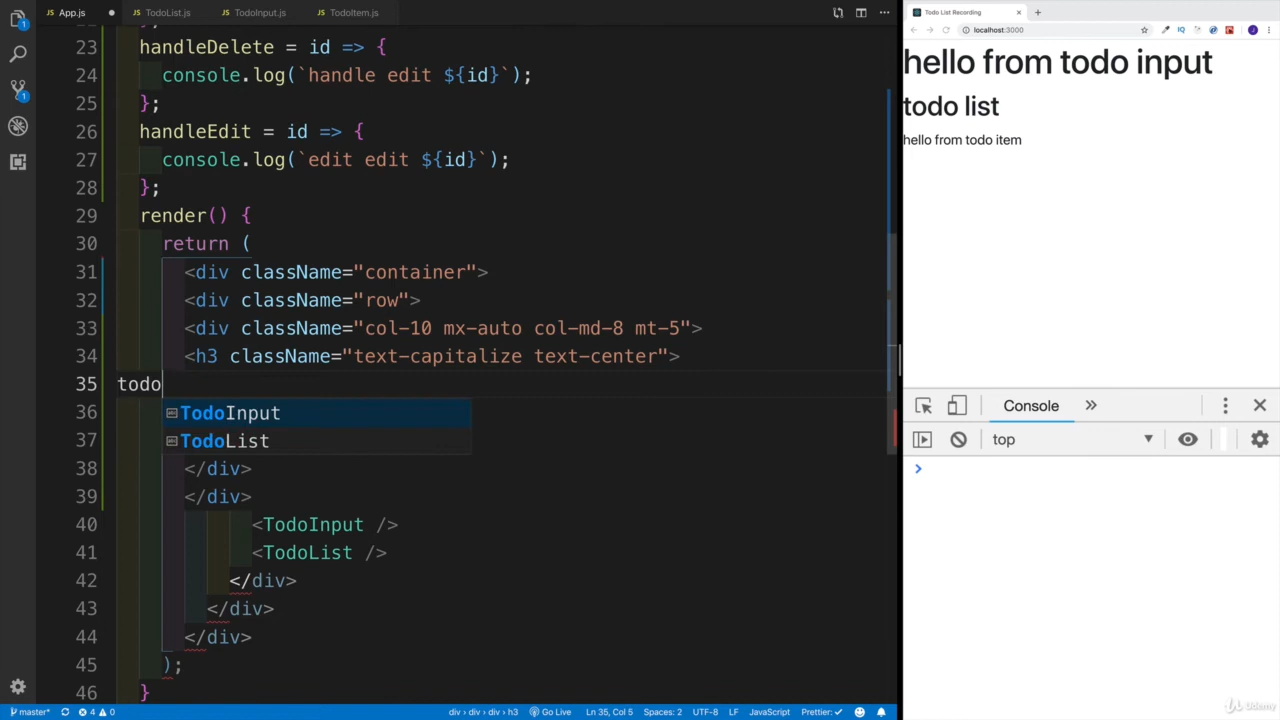 App.js
TodoList.js
TodoInput.js
TodoItem.js
23 handleDelete = id => {
24 console.log(`handle edit ${id}`);
25 };
26 handleEdit = id => {
27 console.log(`edit edit ${id}`);
28 };
29 render() {
30 return (
31 <div className="container">
32 <div className="row">
33 <div className="col-10 mx-auto col-md-8 mt-5">
34 <h3 className="text-capitalize text-center">
35 todo
36 TodoInput
37 TodoList
38 </div>
39 </div>
40 <TodoInput />
41 <TodoList />
42 </div>
43 </div>
44 </div>
45 );
46 }
master*
4
0
div > div > div > h3
Go Live
Ln 35, Col 5
Spaces: 2
UTF-8
LF
JavaScript
Prettier: ✓
Todo List Recording
localhost:3000
IQ
J
hello from todo input
todo list
hello from todo item
Console
top
Udemy